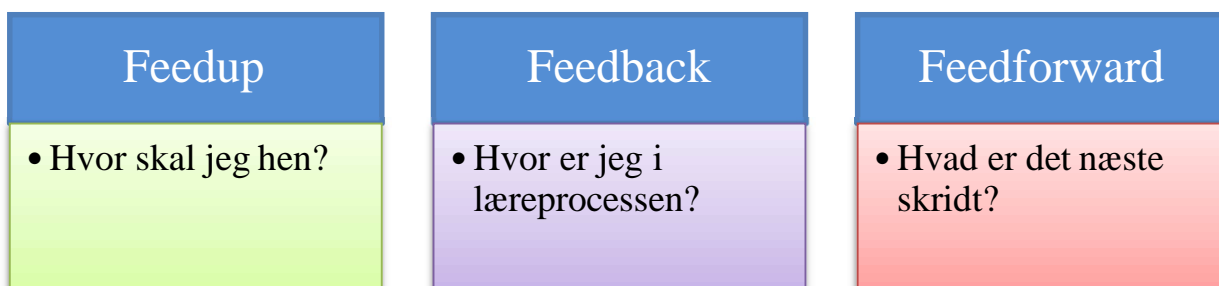 Feedup
• Hvor skal jeg hen?
Feedback
• Hvor er jeg i
læreprocessen?
Feedforward
• Hvad er det næste
skridt?